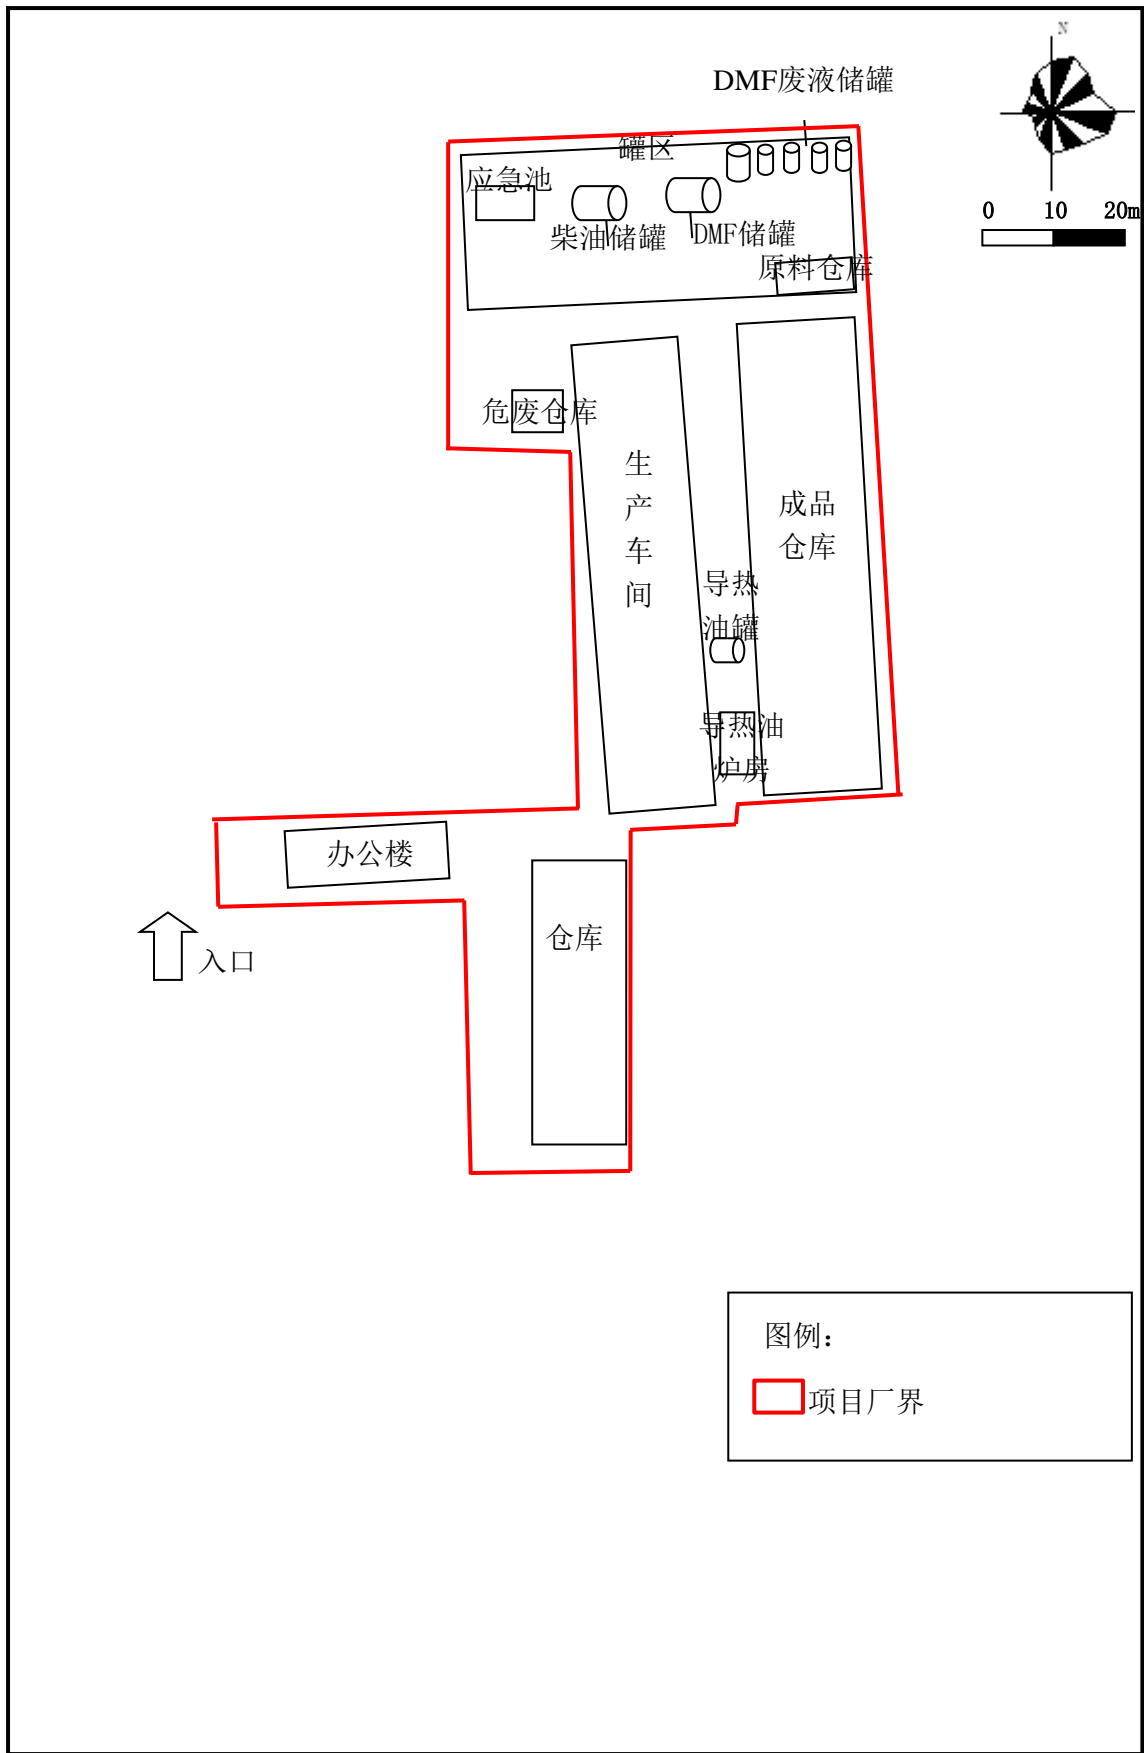 N
DMF废液储罐
罐区
应急池
0 10 20m
柴油储罐
DMF储罐
原料仓库
危废仓库
生
产
车
间
成品
仓库
导热
油罐
导热油
炉房
办公楼
仓库
入口
图例：
项目厂界